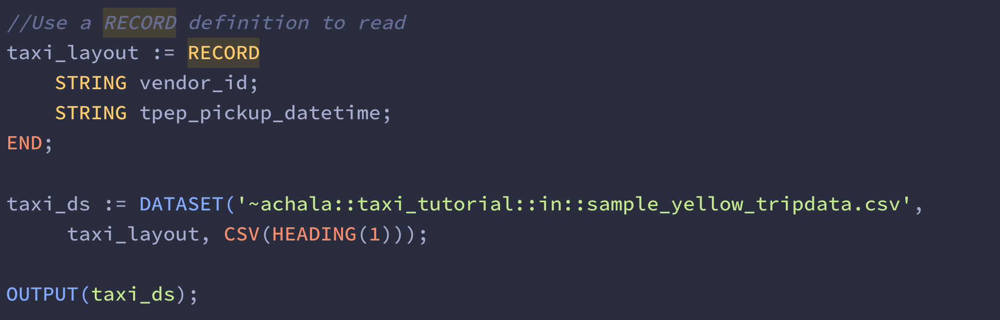 //Use a RECORD definition to read
taxi_layout := RECORD
    STRING vendor_id;
    STRING tpep_pickup_datetime;
END;

taxi_ds := DATASET('~achala::taxi_tutorial::in::sample_yellow_tripdata.csv',
     taxi_layout, CSV(HEADING(1)));

OUTPUT(taxi_ds);